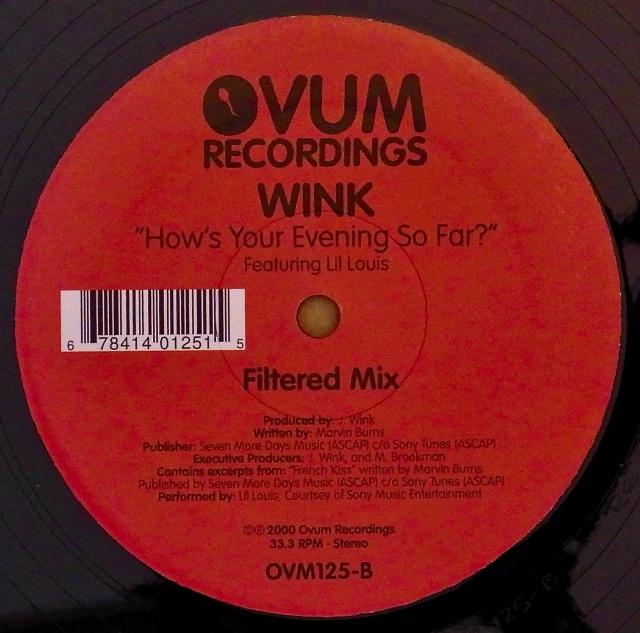 OVUM
RECORDINGS
WINK
"How's Your Evening So Far?"
Featuring Lil Louis
6 78414 01251 5
Filtered Mix
Produced by: J. Wink
Written by: Marvin Burns
Publisher: Seven More Days Music (ASCAP) c/o Sony Tunes (ASCAP)
Executive Producers: J. Wink, and M. Brookman
Contains excerpts from: "French Kiss" written by Marvin Burns
Published by Seven More Days Music (ASCAP) c/o Sony Tunes (ASCAP)
Performed by: Lil Louis, Courtsey of Sony Music Entertainment
©℗ 2000 Ovum Recordings
33.3 RPM - Stereo
OVM125-B
25-B